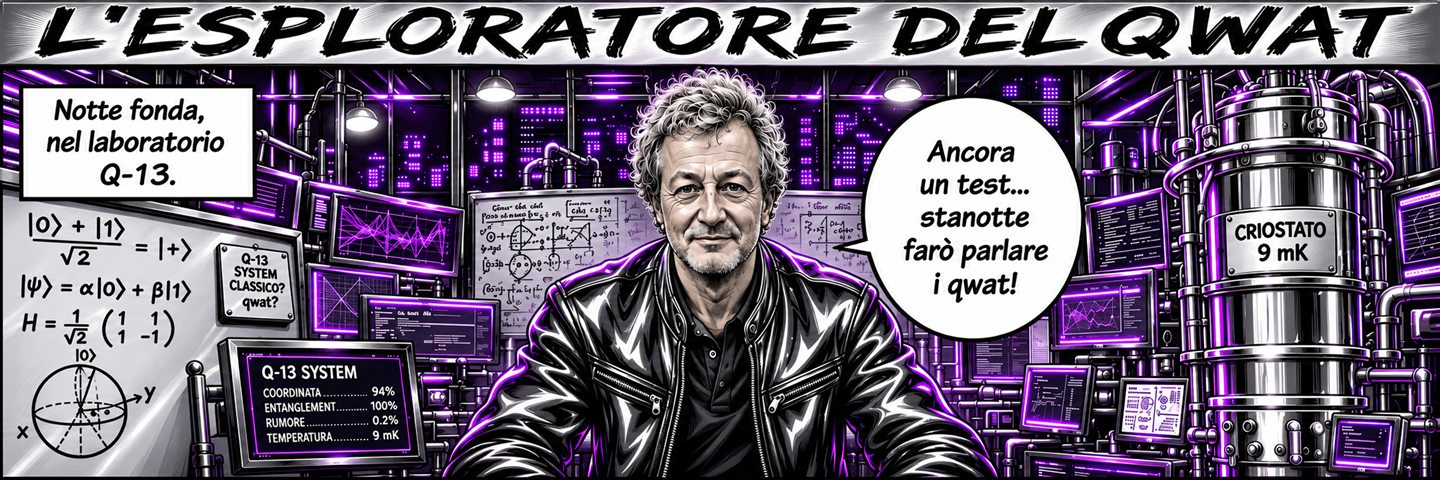 L'ESPLORATORE DEL QWAT
Notte fonda,
nel laboratorio
Q-13.
|0⟩ + |1⟩
√2
= |+⟩
|ψ⟩ = α|0⟩ + β|1⟩
H = 1/√2 (1 1
1 -1)
|0⟩
Y
X
Q-13
SYSTEM
CLASSICO?
qwat?
Q-13 SYSTEM
COORDINATA.......94%
ENTANGLEMENT..........100%
RUMORE..............0.2%
TEMPERATURA..........9 mK
Ancora
un test...
stanotte
farò parlare
i qwat!
CRIOSTATO
9 mK